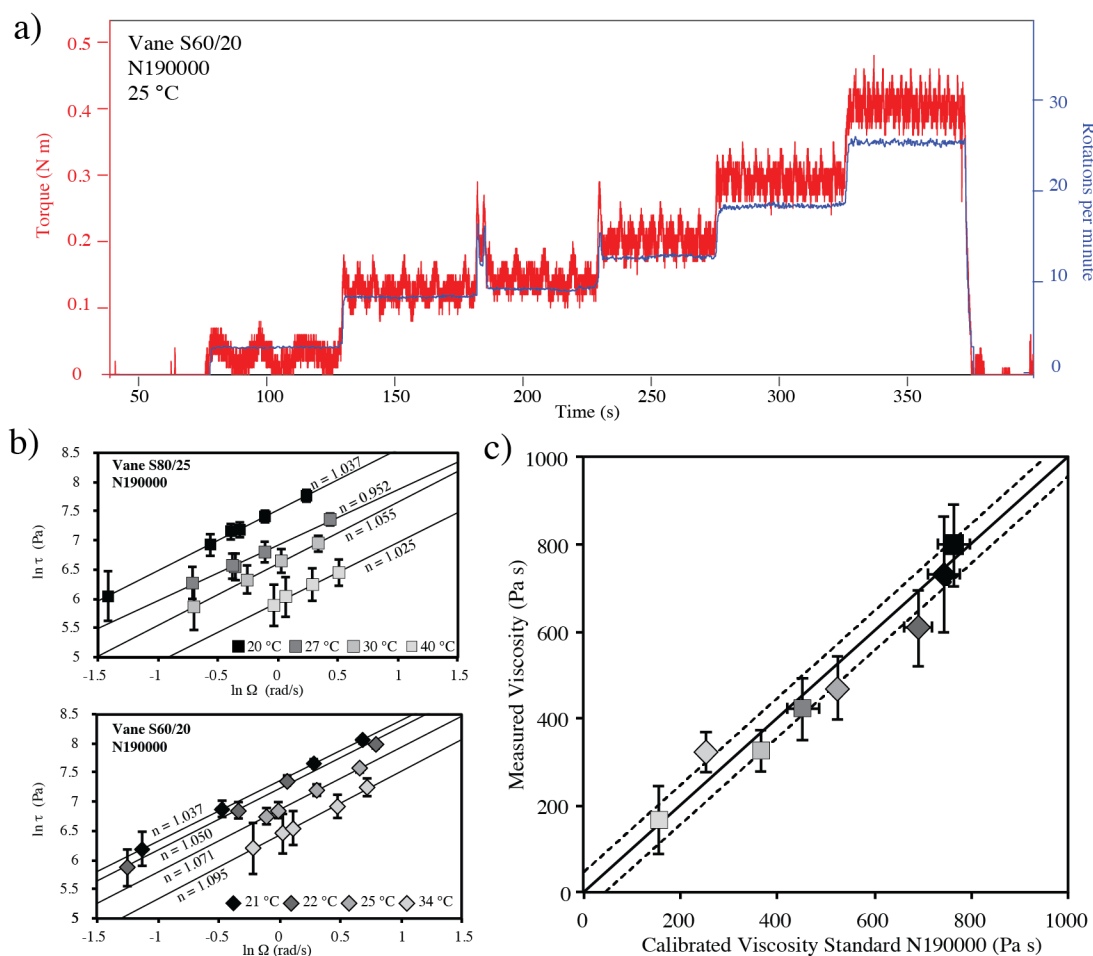 a)
Vane S60/20
N190000
25 °C
Torque (N m)
0.5
0.4
0.3
0.2
0.1
0
Rotations per minute
30
20
10
0
50 100 150 200 250 300 350
Time (s)
b)
Vane S80/25
N190000
ln τ (Pa)
8.5
8
7.5
7
6.5
6
5.5
5
n = 1.037
n = 0.952
n = 1.055
n = 1.025
20 °C 27 °C 30 °C 40 °C
-1.5 -1 -0.5 0 0.5 1 1.5
ln Ω (rad/s)
Vane S60/20
N190000
ln τ (Pa)
8.5
8
7.5
7
6.5
6
5.5
5
n = 1.037
n = 1.050
n = 1.071
n = 1.095
21 °C 22 °C 25 °C 34 °C
-1.5 -1 -0.5 0 0.5 1 1.5
ln Ω (rad/s)
c)
Measured Viscosity (Pa s)
1000
800
600
400
200
0
0 200 400 600 800 1000
Calibrated Viscosity Standard N190000 (Pa s)